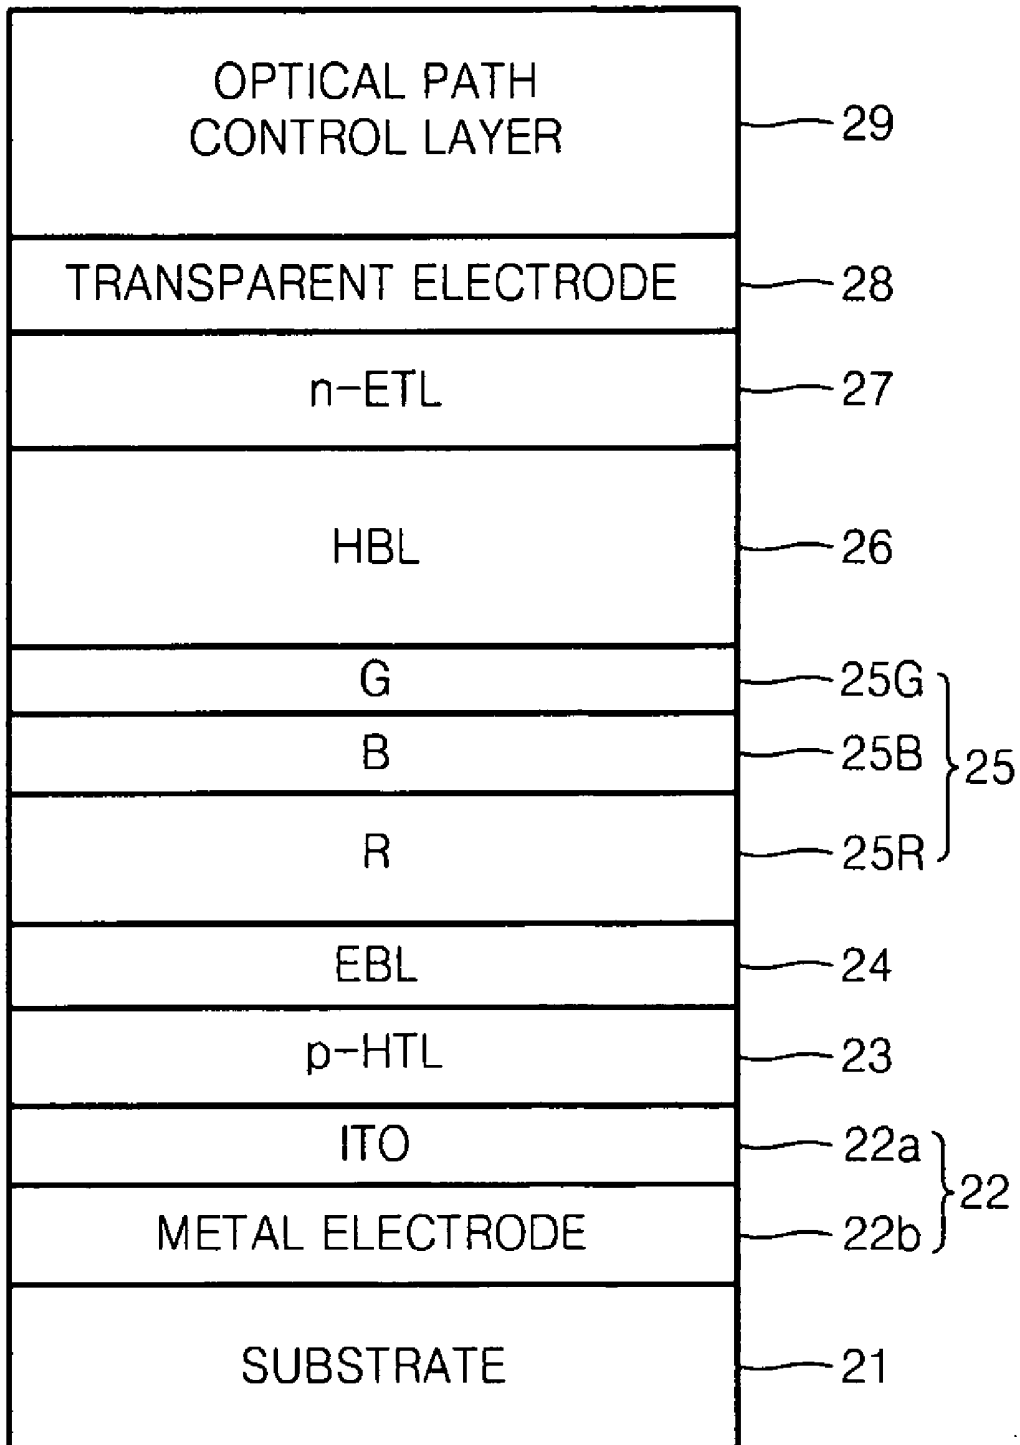 OPTICAL PATH
CONTROL LAYER
29
TRANSPARENT ELECTRODE
28
n-ETL
27
HBL
26
G
25G
B
25B
25
R
25R
EBL
24
p-HTL
23
ITO
22a
22
METAL ELECTRODE
22b
SUBSTRATE
21